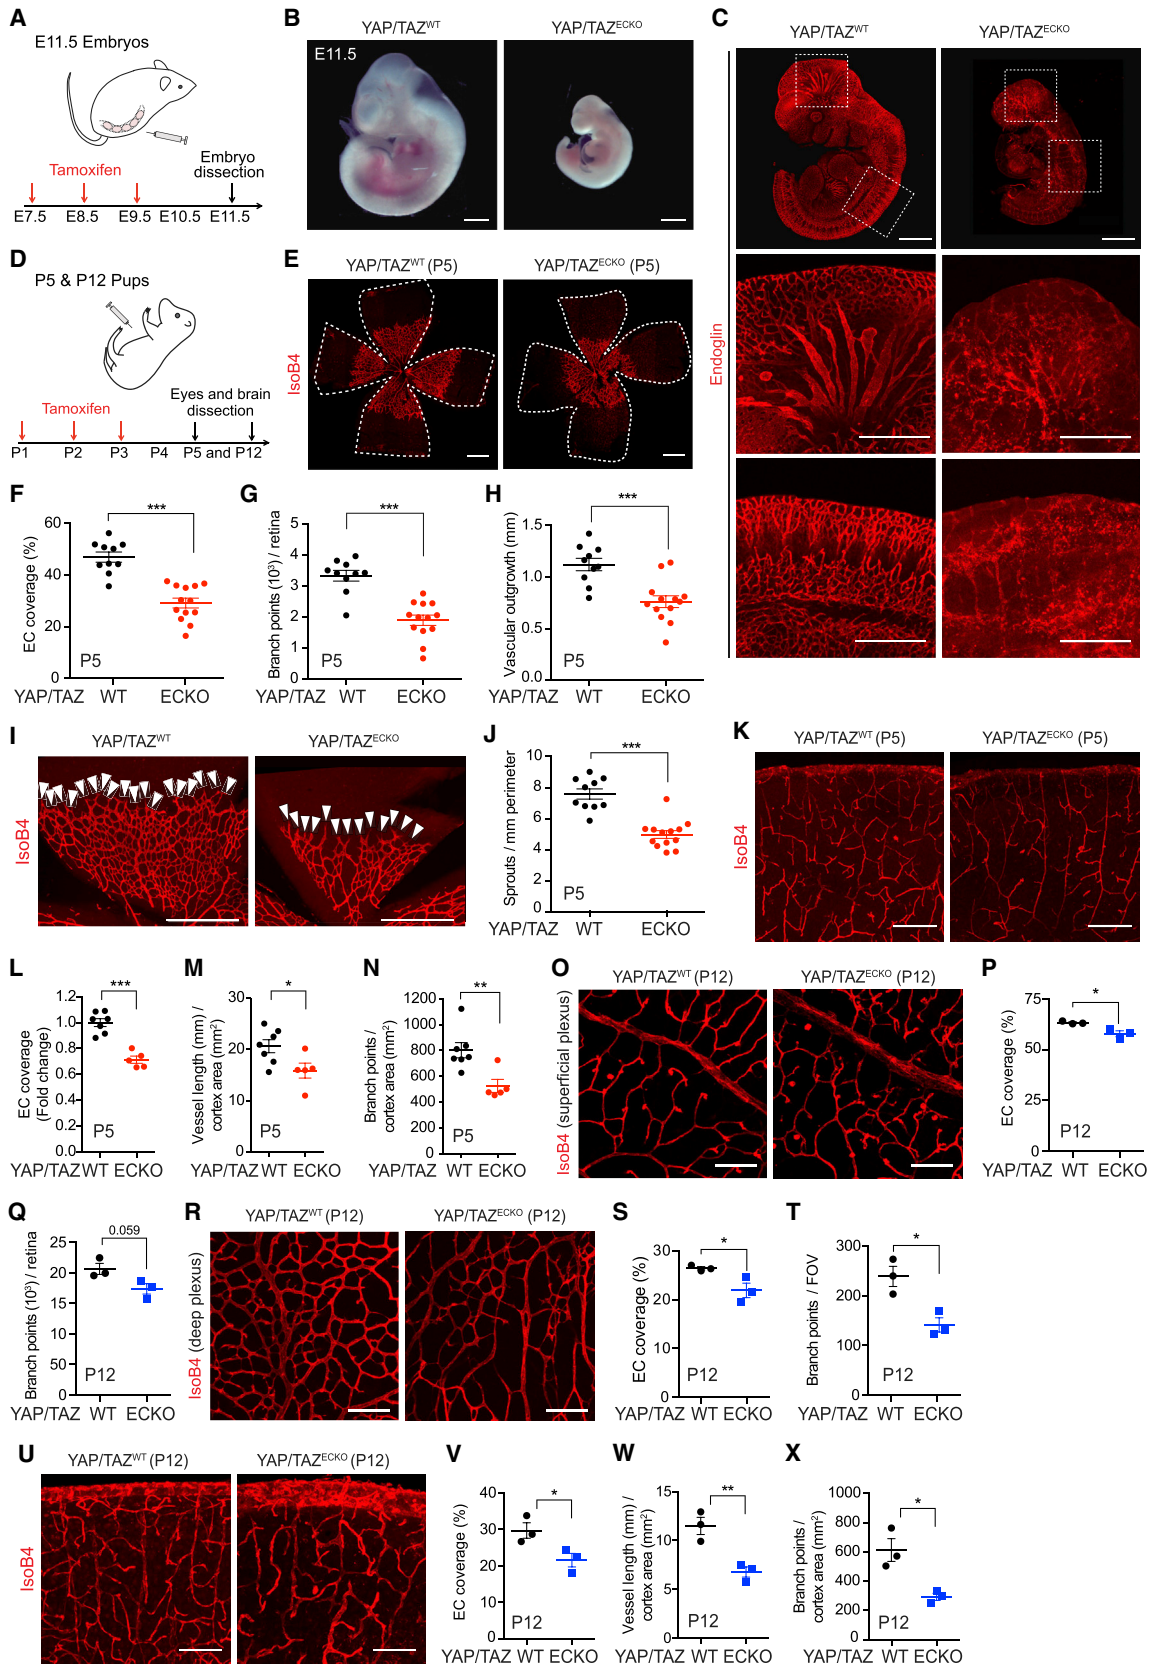 A
E11.5 Embryos
Tamoxifen
Embryo
dissection
E7.5 E8.5 E9.5 E10.5 E11.5
B
YAP/TAZWT YAP/TAZECKO
E11.5
C
YAP/TAZWT YAP/TAZECKO
Endoglin
D
P5 & P12 Pups
Tamoxifen
Eyes and brain
dissection
P1 P2 P3 P4 P5 and P12
E
YAP/TAZWT (P5) YAP/TAZECKO (P5)
IsoB4
F
EC coverage (%)
60
40
20
0
***
P5
YAP/TAZ WT ECKO
G
Branch points (10³) / retina
5
4
3
2
1
0
***
P5
YAP/TAZ WT ECKO
H
Vascular outgrowth (mm)
1.5
1.0
0.5
0.0
***
P5
YAP/TAZ WT ECKO
I
YAP/TAZWT YAP/TAZECKO
IsoB4
J
Sprouts / mm perimeter
10
8
6
4
2
0
***
P5
YAP/TAZ WT ECKO
K
YAP/TAZWT (P5) YAP/TAZECKO (P5)
IsoB4
L
EC coverage
(Fold change)
1.2
1.0
0.8
0.6
0.4
0.2
0.0
***
P5
YAP/TAZ WT ECKO
M
Vessel length (mm) /
cortex area (mm²)
30
20
10
0
*
P5
YAP/TAZ WT ECKO
N
Branch points /
cortex area (mm²)
1200
1000
800
600
400
200
0
**
P5
YAP/TAZ WT ECKO
O
YAP/TAZWT (P12) YAP/TAZECKO (P12)
IsoB4 (superficial plexus)
P
EC coverage (%)
75
50
25
0
*
P12
YAP/TAZ WT ECKO
Q
Branch points (10³) / retina
25
20
15
10
20
0
0.059
P12
YAP/TAZ WT ECKO
R
YAP/TAZWT (P12) YAP/TAZECKO (P12)
IsoB4 (deep plexus)
S
EC coverage (%)
30
20
10
0
*
P12
YAP/TAZ WT ECKO
T
Branch points / FOV
300
200
100
0
*
P12
YAP/TAZ WT ECKO
U
YAP/TAZWT (P12) YAP/TAZECKO (P12)
IsoB4
V
EC coverage (%)
40
30
20
10
0
*
P12
YAP/TAZ WT ECKO
W
Vessel length (mm) /
cortex area (mm²)
15
10
5
0
**
P12
YAP/TAZ WT ECKO
X
Branch points /
cortex area (mm²)
800
600
400
200
0
*
P12
YAP/TAZ WT ECKO